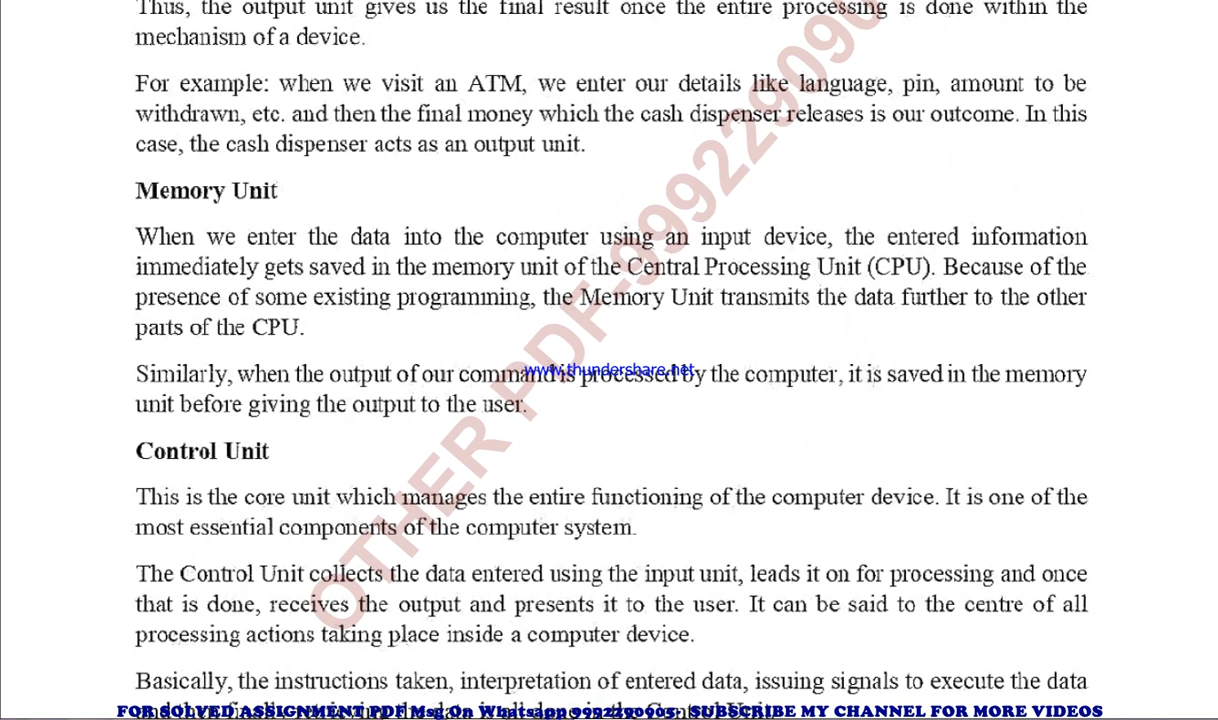 Thus, the output unit gives us the final result once the entire processing is done within the
mechanism of a device.
For example: when we visit an ATM, we enter our details like language, pin, amount to be
withdrawn, etc. and then the final money which the cash dispenser releases is our outcome. In this
case, the cash dispenser acts as an output unit.
Memory Unit
When we enter the data into the computer using an input device, the entered information
immediately gets saved in the memory unit of the Central Processing Unit (CPU). Because of the
presence of some existing programming, the Memory Unit transmits the data further to the other
parts of the CPU.
Similarly, when the output of our command is processed by the computer, it is saved in the memory
www.thundershare.net
unit before giving the output to the user.
Control Unit
This is the core unit which manages the entire functioning of the computer device. It is one of the
most essential components of the computer system.
The Control Unit collects the data entered using the input unit, leads it on for processing and once
that is done, receives the output and presents it to the user. It can be said to the centre of all
processing actions taking place inside a computer device.
Basically, the instructions taken, interpretation of entered data, issuing signals to execute the data
FOR SOLVED ASSIGNMENT PDF Msg On Whatsapp 9992290905- SUBSCRIBE MY CHANNEL FOR MORE VIDEOS
OTHER PDF-999229090